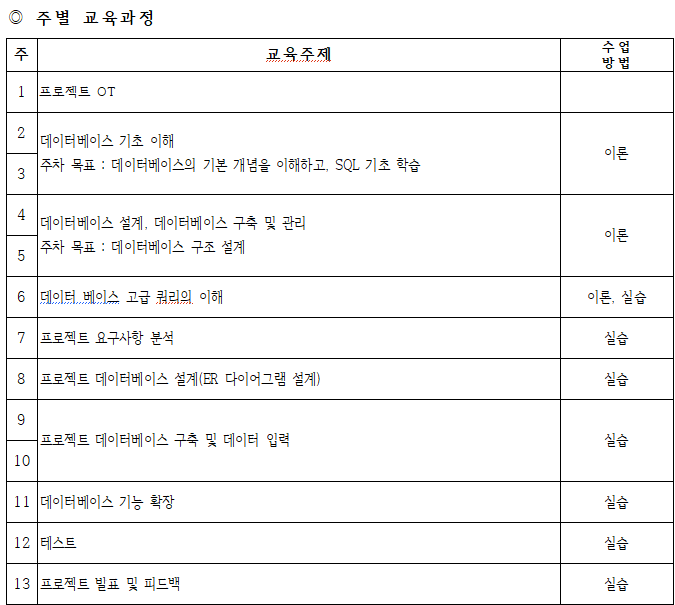 ◎ 주별 교육과정
주 교육주제 수업
방법
1 프로젝트 OT
2
3
데이터베이스 기초 이해
주차 목표 : 데이터베이스의 기본 개념을 이해하고, SQL 기초 학습
이론
4
5
데이터베이스 설계, 데이터베이스 구축 및 관리
주차 목표 : 데이터베이스 구조 설계
이론
6 데이터 베이스 고급 쿼리의 이해 이론, 실습
7 프로젝트 요구사항 분석 실습
8 프로젝트 데이터베이스 설계(ER 다이어그램 설계) 실습
9
10
프로젝트 데이터베이스 구축 및 데이터 입력 실습
11 데이터베이스 기능 확장 실습
12 테스트 실습
13 프로젝트 발표 및 피드백 실습